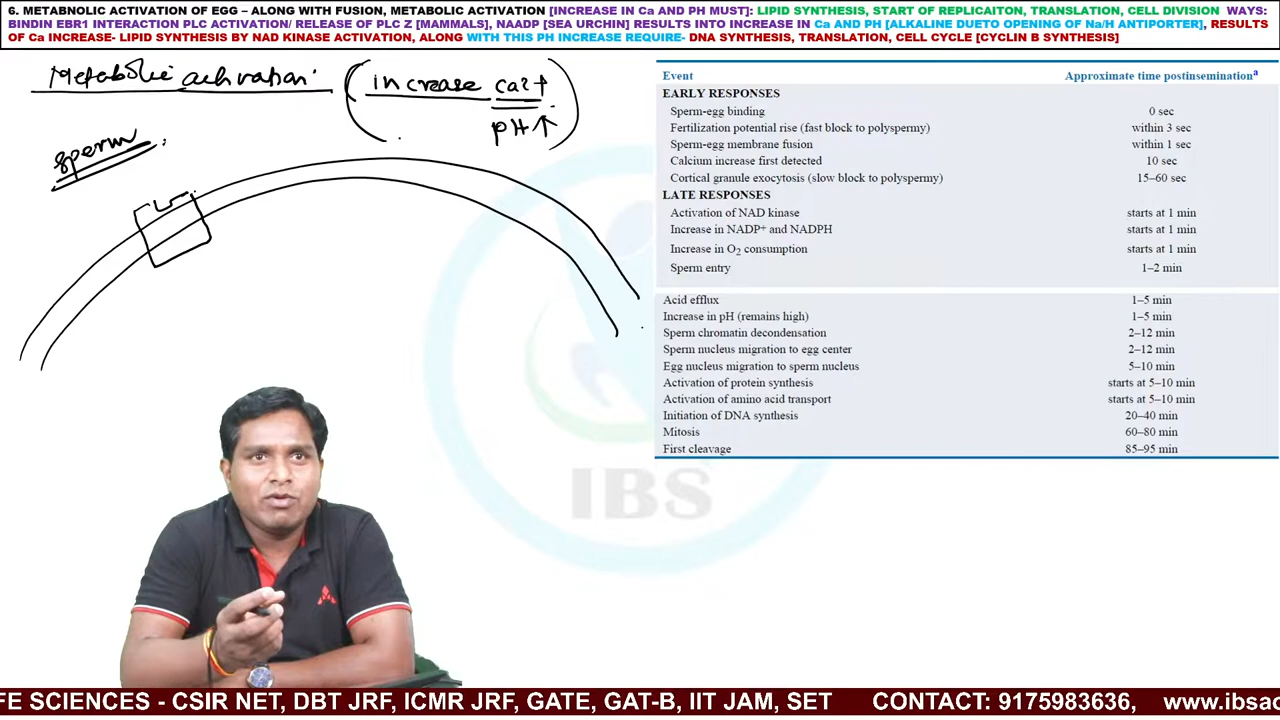 6. METABNOLIC ACTIVATION OF EGG – ALONG WITH FUSION, METABOLIC ACTIVATION [INCREASE IN Ca AND PH MUST]: LIPID SYNTHESIS, START OF REPLICAITON, TRANSLATION, CELL DIVISION WAYS:
BINDIN EBR1 INTERACTION PLC ACTIVATION/ RELEASE OF PLC Z [MAMMALS], NAADP [SEA URCHIN] RESULTS INTO INCREASE IN Ca AND PH [ALKALINE DUETO OPENING OF Na/H ANTIPORTER], RESULTS
OF Ca INCREASE- LIPID SYNTHESIS BY NAD KINASE ACTIVATION, ALONG WITH THIS PH INCREASE REQUIRE- DNA SYNTHESIS, TRANSLATION, CELL CYCLE [CYCLIN B SYNTHESIS]
Metabolic activation
(increase Ca2+
pH↑)
sperm
Event Approximate time postinseminationᵃ
EARLY RESPONSES
Sperm-egg binding 0 sec
Fertilization potential rise (fast block to polyspermy) within 3 sec
Sperm-egg membrane fusion within 1 sec
Calcium increase first detected 10 sec
Cortical granule exocytosis (slow block to polyspermy) 15–60 sec
LATE RESPONSES
Activation of NAD kinase starts at 1 min
Increase in NADP⁺ and NADPH starts at 1 min
Increase in O₂ consumption starts at 1 min
Sperm entry 1–2 min
Acid efflux 1–5 min
Increase in pH (remains high) 1–5 min
Sperm chromatin decondensation 2–12 min
Sperm nucleus migration to egg center 2–12 min
Egg nucleus migration to sperm nucleus 5–10 min
Activation of protein synthesis starts at 5–10 min
Activation of amino acid transport starts at 5–10 min
Initiation of DNA synthesis 20–40 min
Mitosis 60–80 min
First cleavage 85–95 min
IBS
FE SCIENCES - CSIR NET, DBT JRF, ICMR JRF, GATE, GAT-B, IIT JAM, SET CONTACT: 9175983636, www.ibsac